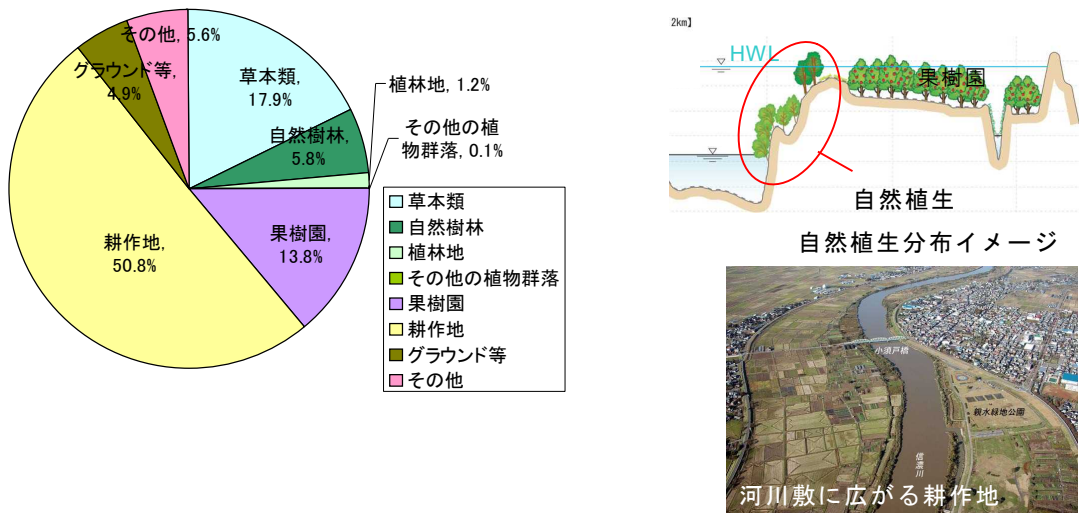 その他, 5.6%
グラウンド等,
4.9%
草本類
17.9%
植林地, 1.2%
自然樹林,
5.8%
その他の植
物群落, 0.1%
耕作地,
50.8%
果樹園,
13.8%
草本類
自然樹林
植林地
その他の植物群落
果樹園
耕作地
グラウンド等
その他
2km】
HWL
果樹園
自然植生
自然植生分布イメージ
小須戸橋
親水緑地公園
信濃川
河川敷に広がる耕作地